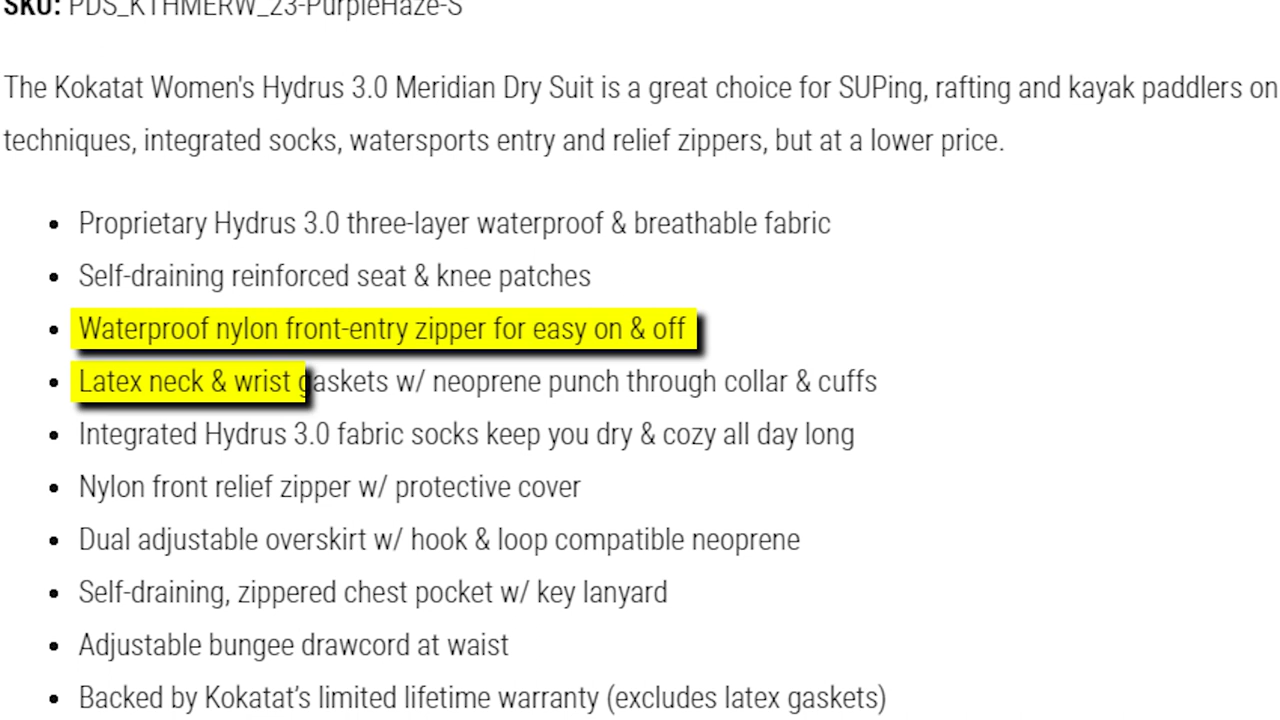 SKU: PDS_KTHMERW_23-PurpleHaze-S
The Kokatat Women's Hydrus 3.0 Meridian Dry Suit is a great choice for SUPing, rafting and kayak paddlers on
techniques, integrated socks, watersports entry and relief zippers, but at a lower price.
• Proprietary Hydrus 3.0 three-layer waterproof & breathable fabric
• Self-draining reinforced seat & knee patches
• Waterproof nylon front-entry zipper for easy on & off
• Latex neck & wrist gaskets w/ neoprene punch through collar & cuffs
• Integrated Hydrus 3.0 fabric socks keep you dry & cozy all day long
• Nylon front relief zipper w/ protective cover
• Dual adjustable overskirt w/ hook & loop compatible neoprene
• Self-draining, zippered chest pocket w/ key lanyard
• Adjustable bungee drawcord at waist
• Backed by Kokatat's limited lifetime warranty (excludes latex gaskets)